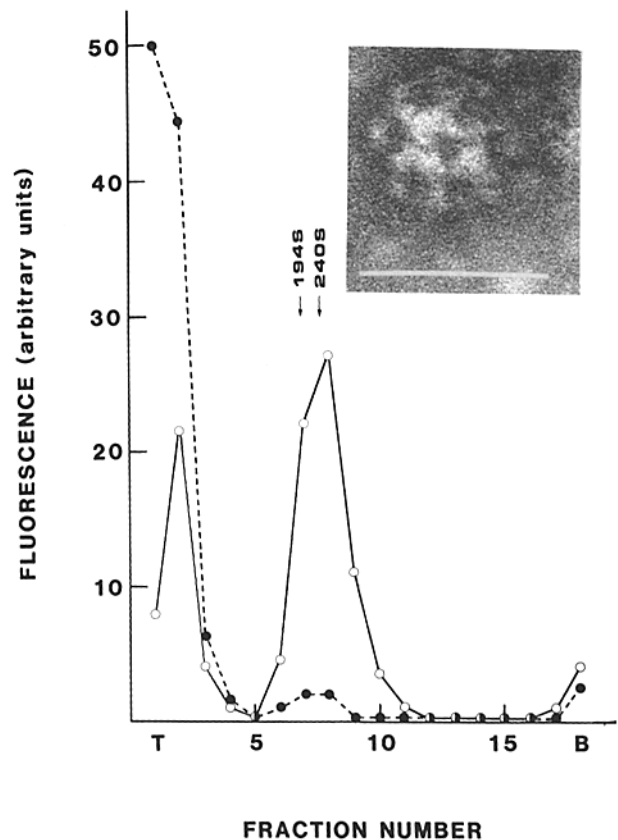 50
40
30
20
10
FLUORESCENCE (arbitrary units)
194S
240S
T 5 10 15 B
FRACTION NUMBER